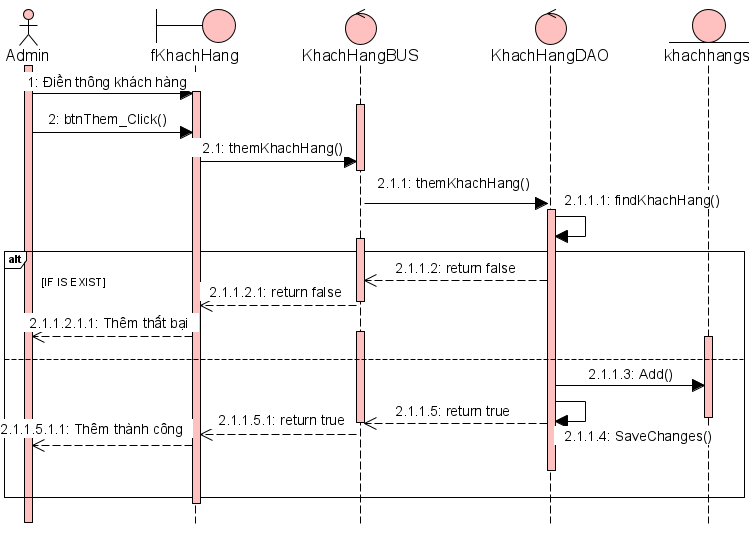 Admin
fKhachHang
KhachHangBUS
KhachHangDAO
khachhangs
1: Điền thông khách hàng
2: btnThem_Click()
2.1: themKhachHang()
2.1.1: themKhachHang()
2.1.1.1: findKhachHang()
alt
[IF IS EXIST]
2.1.1.2: return false
2.1.1.2.1: return false
2.1.1.2.1.1: Thêm thất bại
2.1.1.3: Add()
2.1.1.5: return true
2.1.1.5.1: return true
2.1.1.5.1.1: Thêm thành công
2.1.1.4: SaveChanges()